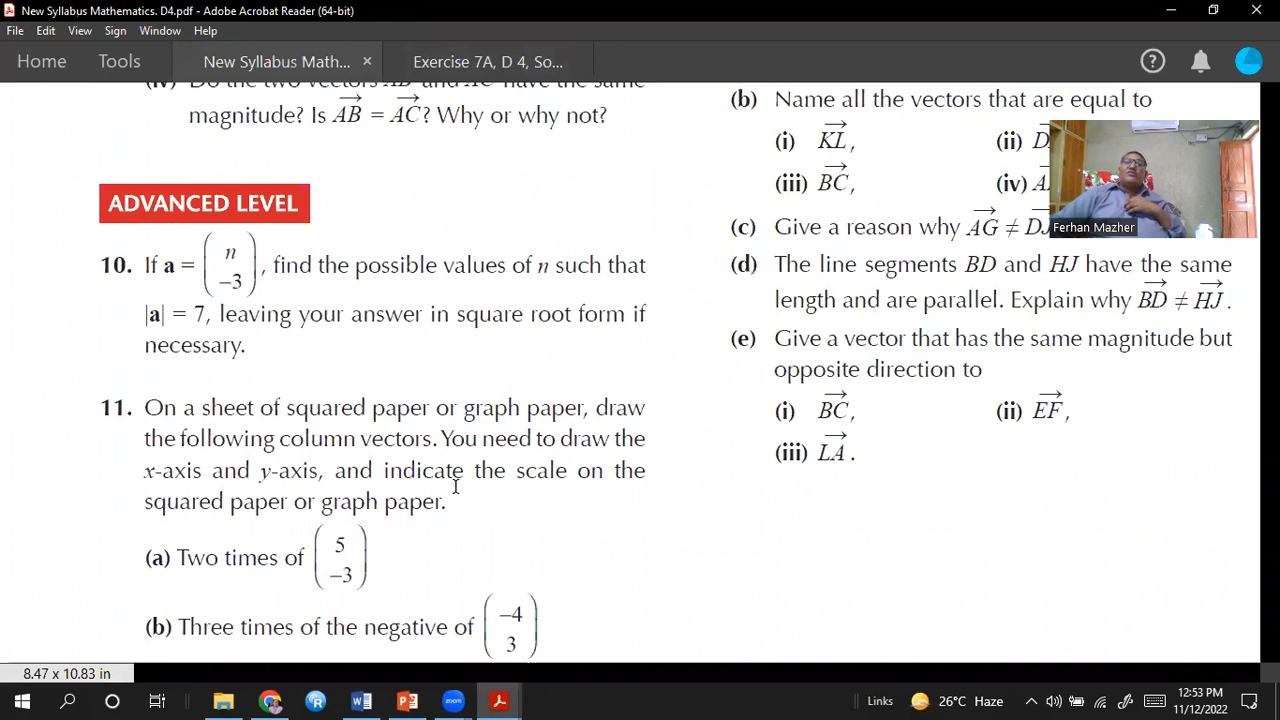 New Syllabus Mathematics. D4.pdf - Adobe Acrobat Reader (64-bit)
File Edit View Sign Window Help
Home Tools New Syllabus Math... × Exercise 7A, D 4, So...
magnitude? Is AB = AC? Why or why not?
ADVANCED LEVEL
10. If a = (n −3), find the possible values of n such that
|a| = 7, leaving your answer in square root form if
necessary.
11. On a sheet of squared paper or graph paper, draw
the following column vectors. You need to draw the
x-axis and y-axis, and indicate the scale on the
squared paper or graph paper.
(a) Two times of (5 −3)
(b) Three times of the negative of (−4 3)
(b) Name all the vectors that are equal to
(i) KL, (ii)
(iii) BC, (iv)
(c) Give a reason why AG ≠ DJ
(d) The line segments BD and HJ have the same
length and are parallel. Explain why BD ≠ HJ.
(e) Give a vector that has the same magnitude but
opposite direction to
(i) BC, (ii) EF,
(iii) LA.
Ferhan Mazher
8.47 x 10.83 in
Links 26°C Haze
12:53 PM
11/12/2022